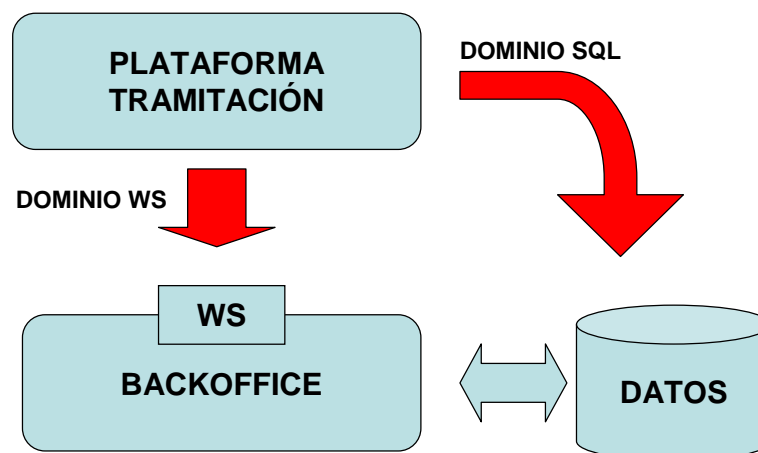 PLATAFORMA
TRAMITACIÓN
DOMINIO SQL
DOMINIO WS
WS
BACKOFFICE
DATOS